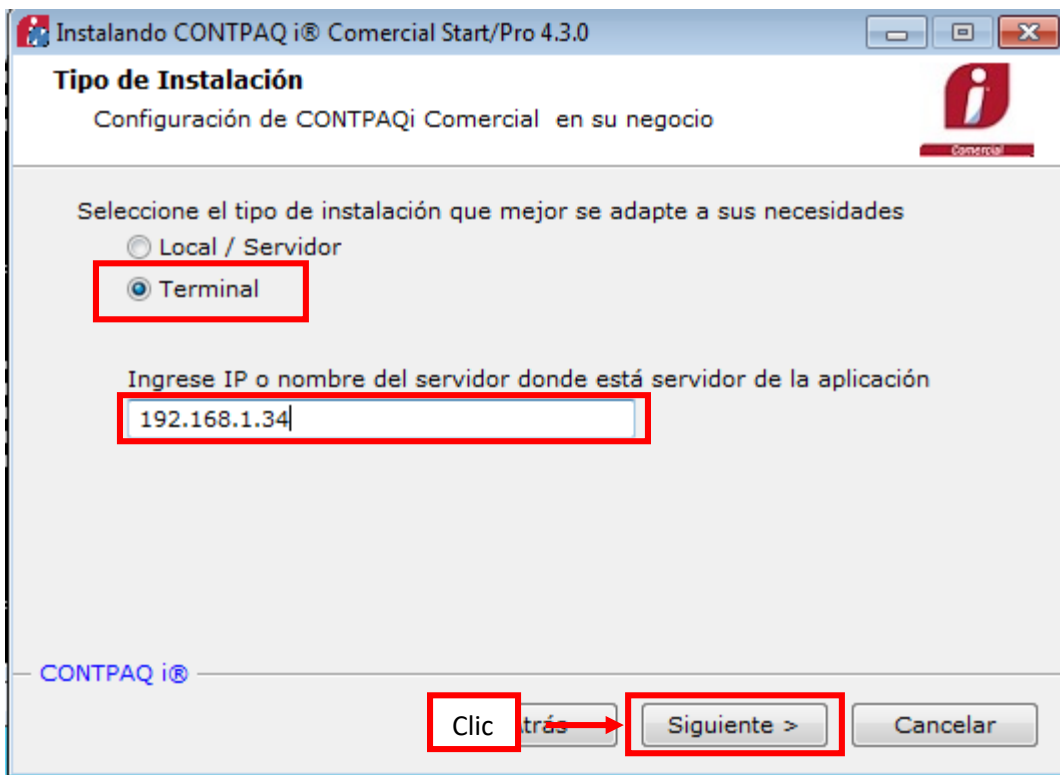 Instalando CONTPAQ i® Comercial Start/Pro 4.3.0
Tipo de Instalación
Configuración de CONTPAQi Comercial en su negocio
Comercial
Seleccione el tipo de instalación que mejor se adapte a sus necesidades
Local / Servidor
Terminal
Ingrese IP o nombre del servidor donde está servidor de la aplicación
192.168.1.34
CONTPAQ i®
Clic trás Siguiente > Cancelar